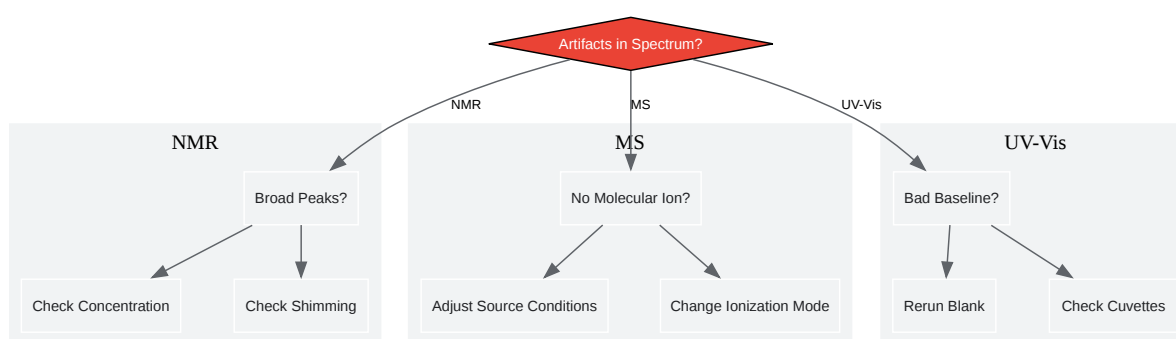 Artifacts in Spectrum?
NMR
MS
UV-Vis
NMR
MS
UV-Vis
Broad Peaks?
No Molecular Ion?
Bad Baseline?
Check Concentration
Check Shimming
Adjust Source Conditions
Change Ionization Mode
Rerun Blank
Check Cuvettes